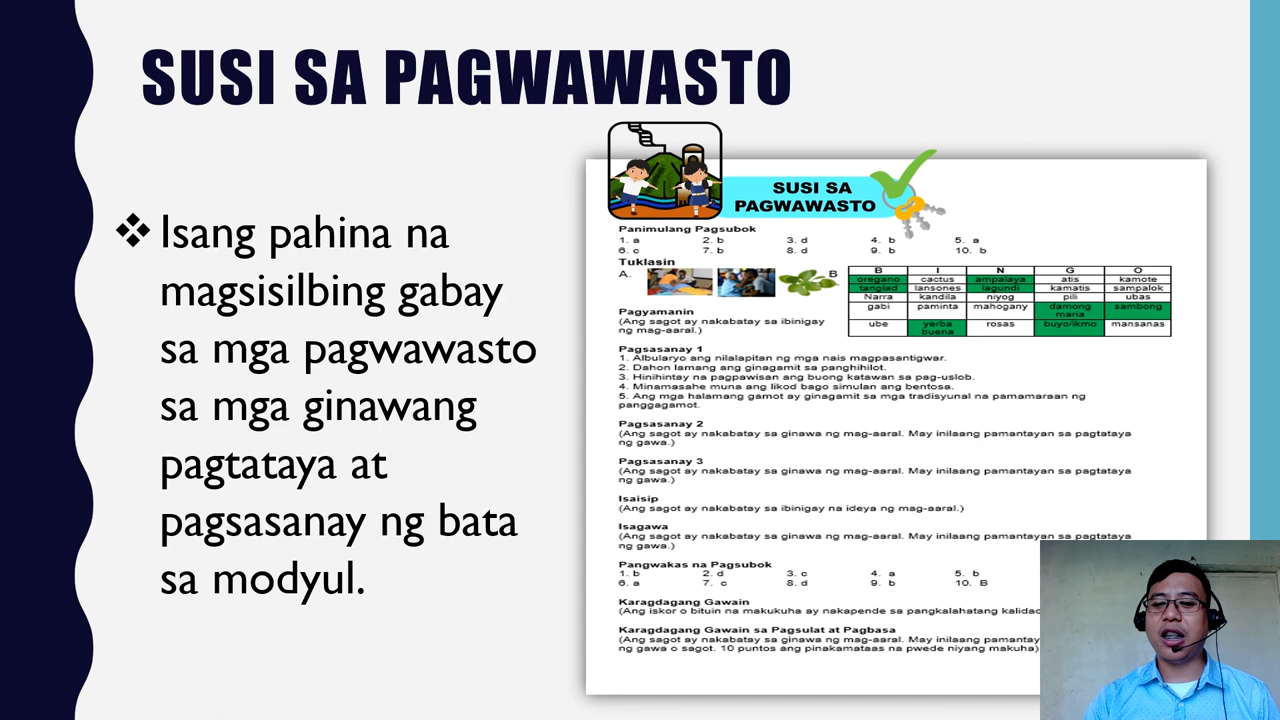 SUSI SA PAGWAWASTO
❖ Isang pahina na
magsisilbing gabay
sa mga pagwawasto
sa mga ginawang
pagtataya at
pagsasanay ng bata
sa modyul.
SUSI SA
PAGWAWASTO
Panimulang Pagsubok
1. a 2. b 3. d 4. b 5. a
6. c 7. b 8. d 9. b 10. b
Tuklasin
A. B
B I N G O
oregano cactus ampalaya atis kamote
tanglad lansones lagundi kamatis sampalok
Narra kandila niyog pili ubas
gabi paminta mahogany damong maria sambong
ube yerba buena rosas buyo/ikmo mansanas
Pagyamanin
(Ang sagot ay nakabatay sa ibinigay
ng mag-aaral.)
Pagsasanay 1
1. Albularyo ang nilalapitan ng mga nais magpasantigwar.
2. Dahon lamang ang ginagamit sa panghihilot.
3. Hinihintay na pagpawisan ang buong katawan sa pag-uslob.
4. Minamasahe muna ang likod bago simulan ang bentosa.
5. Ang mga halamang gamot ay ginagamit sa mga tradisyunal na pamamaraan ng
panggagamot.
Pagsasanay 2
(Ang sagot ay nakabatay sa ginawa ng mag-aaral. May inilaang pamantayan sa pagtataya
ng gawa.)
Pagsasanay 3
(Ang sagot ay nakabatay sa ginawa ng mag-aaral. May inilaang pamantayan sa pagtataya
ng gawa.)
Isaisip
(Ang sagot ay nakabatay sa ibinigay na ideya ng mag-aaral.)
Isagawa
(Ang sagot ay nakabatay sa ginawa ng mag-aaral. May inilaang pamantayan sa pagtataya
ng gawa.)
Pangwakas na Pagsubok
1. b 2. d 3. c 4. a 5. b
6. a 7. c 8. d 9. b 10. B
Karagdagang Gawain
(Ang iskor o bituin na makukuha ay nakapende sa pangkalahatang
Karagdagang Gawain sa Pagsulat at Pagbasa
(Ang sagot ay nakabatay sa ginawa ng mag-aaral. May inilaang
ng gawa o sagot. 10 puntos ang pinakamataas na pwede niyang makuha)